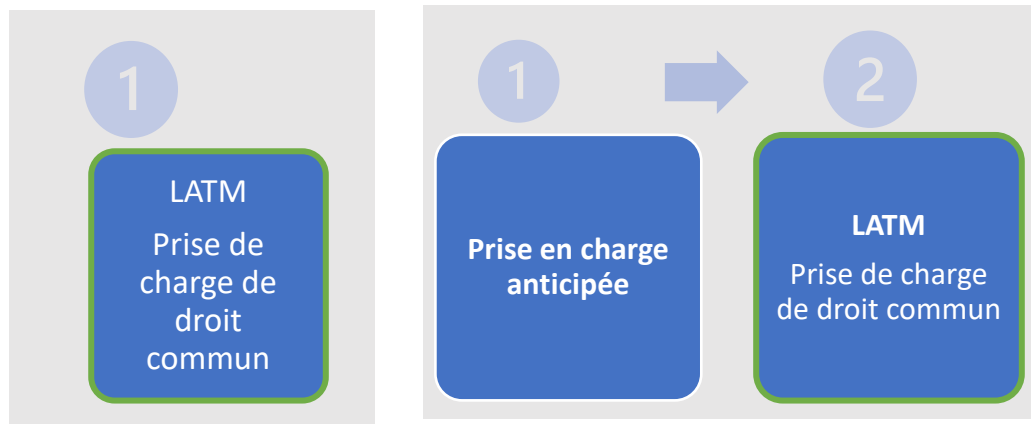 1
LATM
Prise de
charge de
droit
commun
1
2
Prise en charge
anticipée
LATM
Prise de charge
de droit commun